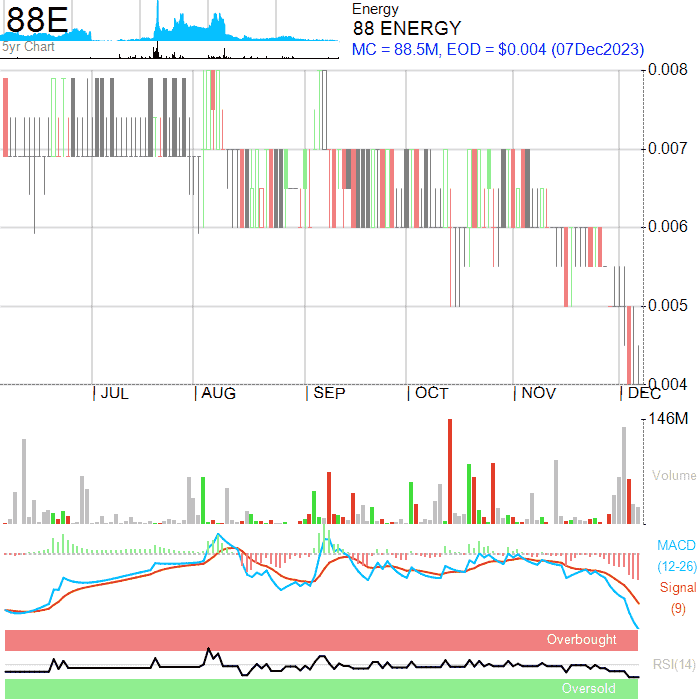 88E
5yr Chart
Energy
88 ENERGY
MC = 88.5M, EOD = $0.004 (07Dec2023)
0.008
0.007
0.006
0.005
0.004
JUL AUG SEP OCT NOV DEC
146M
Volume
MACD
(12-26)
Signal
(9)
Overbought
RSI(14)
Oversold